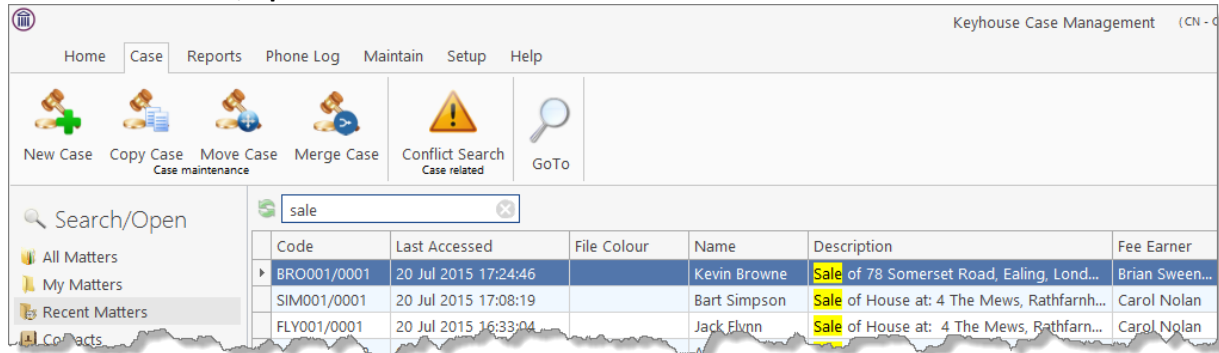 Keyhouse Case Management (CN -
Home Case Reports Phone Log Maintain Setup Help
New Case Copy Case Move Case Merge Case Conflict Search GoTo
Case maintenance Case related
Search/Open
sale
All Matters
My Matters
Recent Matters
Contacts
Code Last Accessed File Colour Name Description Fee Earner
BRO001/0001 20 Jul 2015 17:24:46 Kevin Browne Sale of 78 Somerset Road, Ealing, Lond... Brian Sween...
SIM001/0001 20 Jul 2015 17:08:19 Bart Simpson Sale of House at: 4 The Mews, Rathfarnh... Carol Nolan
FLY001/0001 20 Jul 2015 16:33:04 Jack Flynn Sale of House at: 4 The Mews, Rathfarn... Carol Nolan